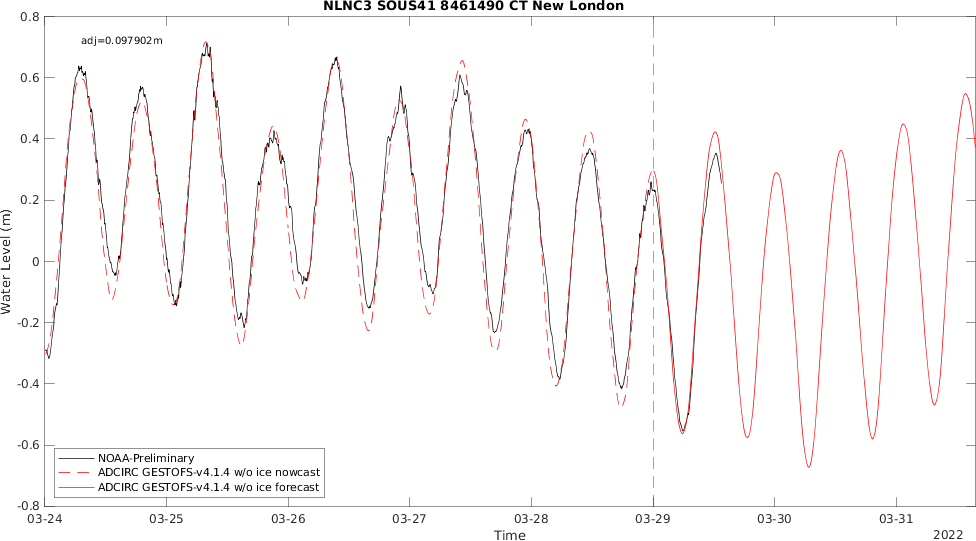 NLNC3 SOUS41 8461490 CT New London
adj=0.097902m
0.8
0.6
0.4
0.2
0
-0.2
-0.4
-0.6
-0.8
Water Level (m)
NOAA-Preliminary
ADCIRC GESTOFS-v4.1.4 w/o ice nowcast
ADCIRC GESTOFS-v4.1.4 w/o ice forecast
03-24 03-25 03-26 03-27 03-28 03-29 03-30 03-31
Time
2022